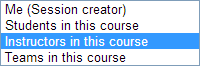 Me (Session creator)
Students in this course
Instructors in this course
Teams in this course